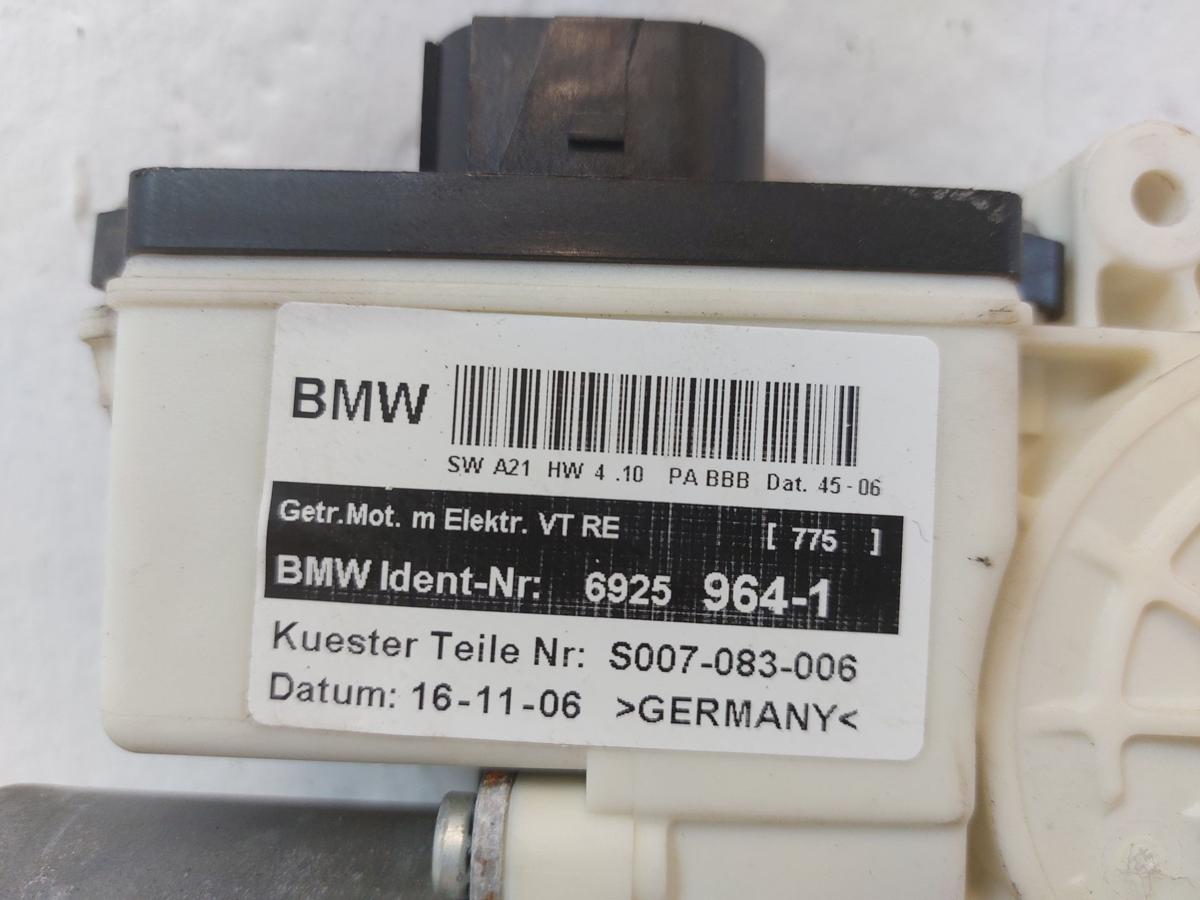 BMW
SW A21 HW 4 .10 PA BBB Dat. 45-06
Getr.Mot. m Elektr. VT RE [ 775 ]
BMW Ident-Nr: 6925 964-1
Kuester Teile Nr: S007-083-006
Datum: 16-11-06 >GERMANY<